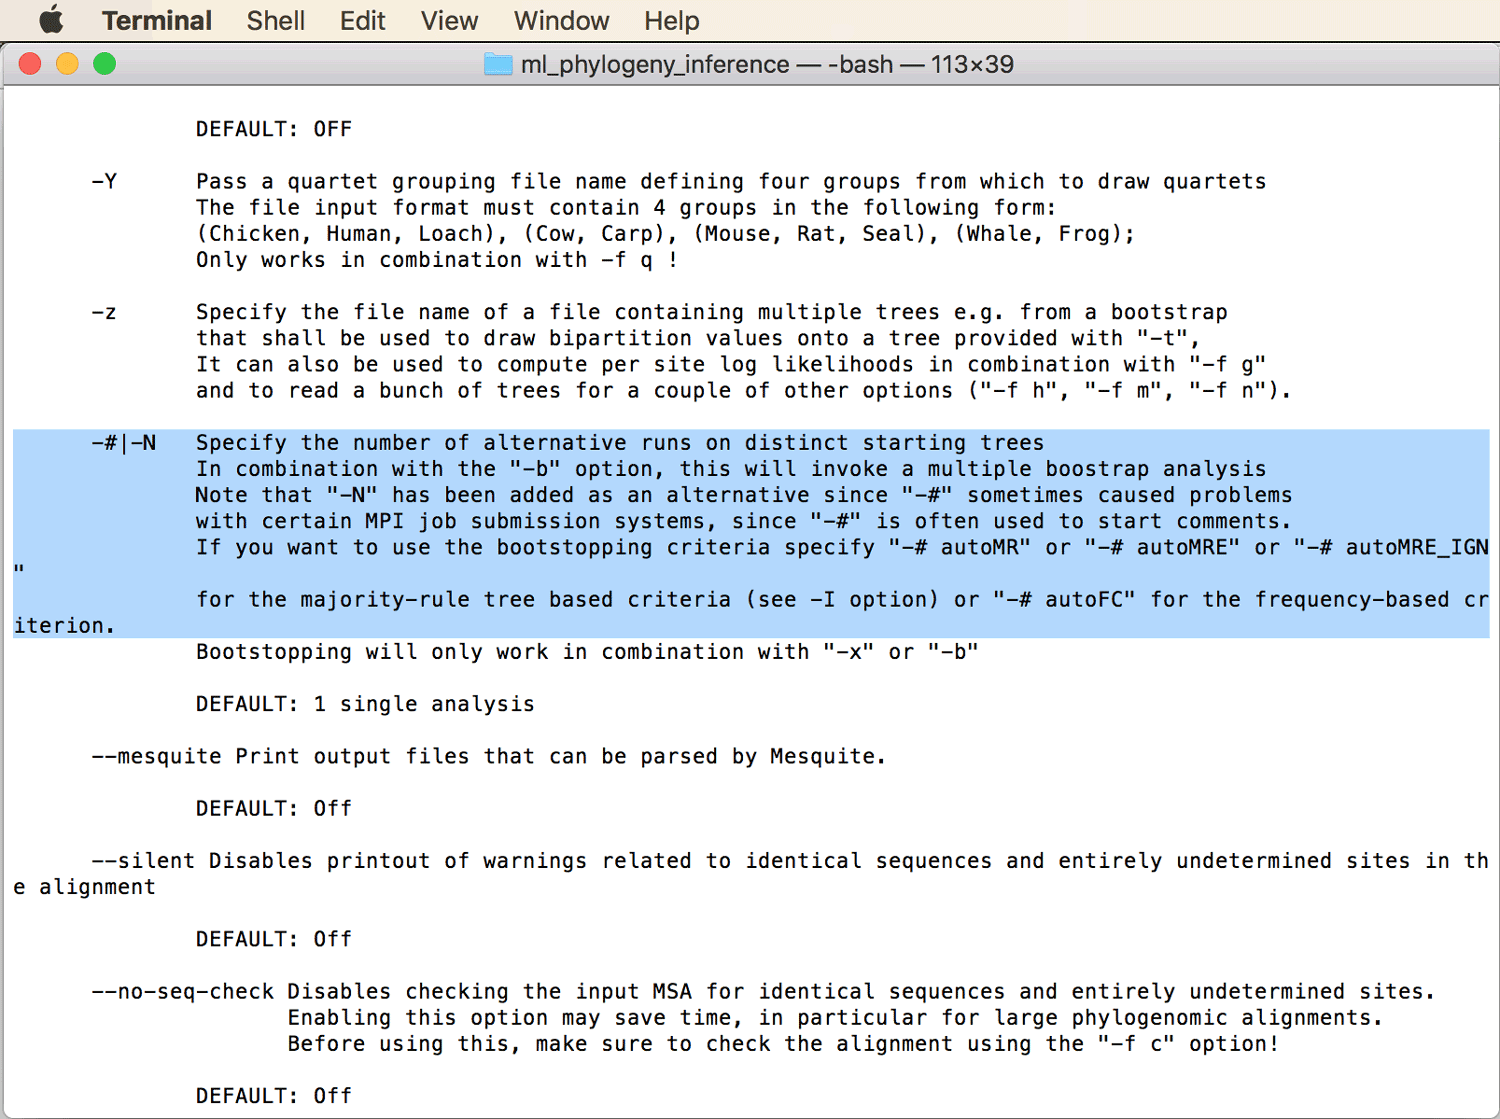 Terminal Shell Edit View Window Help
ml_phylogeny_inference — -bash — 113×39
DEFAULT: OFF
-Y Pass a quartet grouping file name defining four groups from which to draw quartets
The file input format must contain 4 groups in the following form:
(Chicken, Human, Loach), (Cow, Carp), (Mouse, Rat, Seal), (Whale, Frog);
Only works in combination with -f q !
-z Specify the file name of a file containing multiple trees e.g. from a bootstrap
that shall be used to draw bipartition values onto a tree provided with "-t",
It can also be used to compute per site log likelihoods in combination with "-f g"
and to read a bunch of trees for a couple of other options ("-f h", "-f m", "-f n").
-#|-N Specify the number of alternative runs on distinct starting trees
In combination with the "-b" option, this will invoke a multiple boostrap analysis
Note that "-N" has been added as an alternative since "-#" sometimes caused problems
with certain MPI job submission systems, since "-#" is often used to start comments.
If you want to use the bootstopping criteria specify "-# autoMR" or "-# autoMRE" or "-# autoMRE_IGN
"
for the majority-rule tree based criteria (see -I option) or "-# autoFC" for the frequency-based cr
iterion.
Bootstopping will only work in combination with "-x" or "-b"
DEFAULT: 1 single analysis
--mesquite Print output files that can be parsed by Mesquite.
DEFAULT: Off
--silent Disables printout of warnings related to identical sequences and entirely undetermined sites in th
e alignment
DEFAULT: Off
--no-seq-check Disables checking the input MSA for identical sequences and entirely undetermined sites.
Enabling this option may save time, in particular for large phylogenomic alignments.
Before using this, make sure to check the alignment using the "-f c" option!
DEFAULT: Off